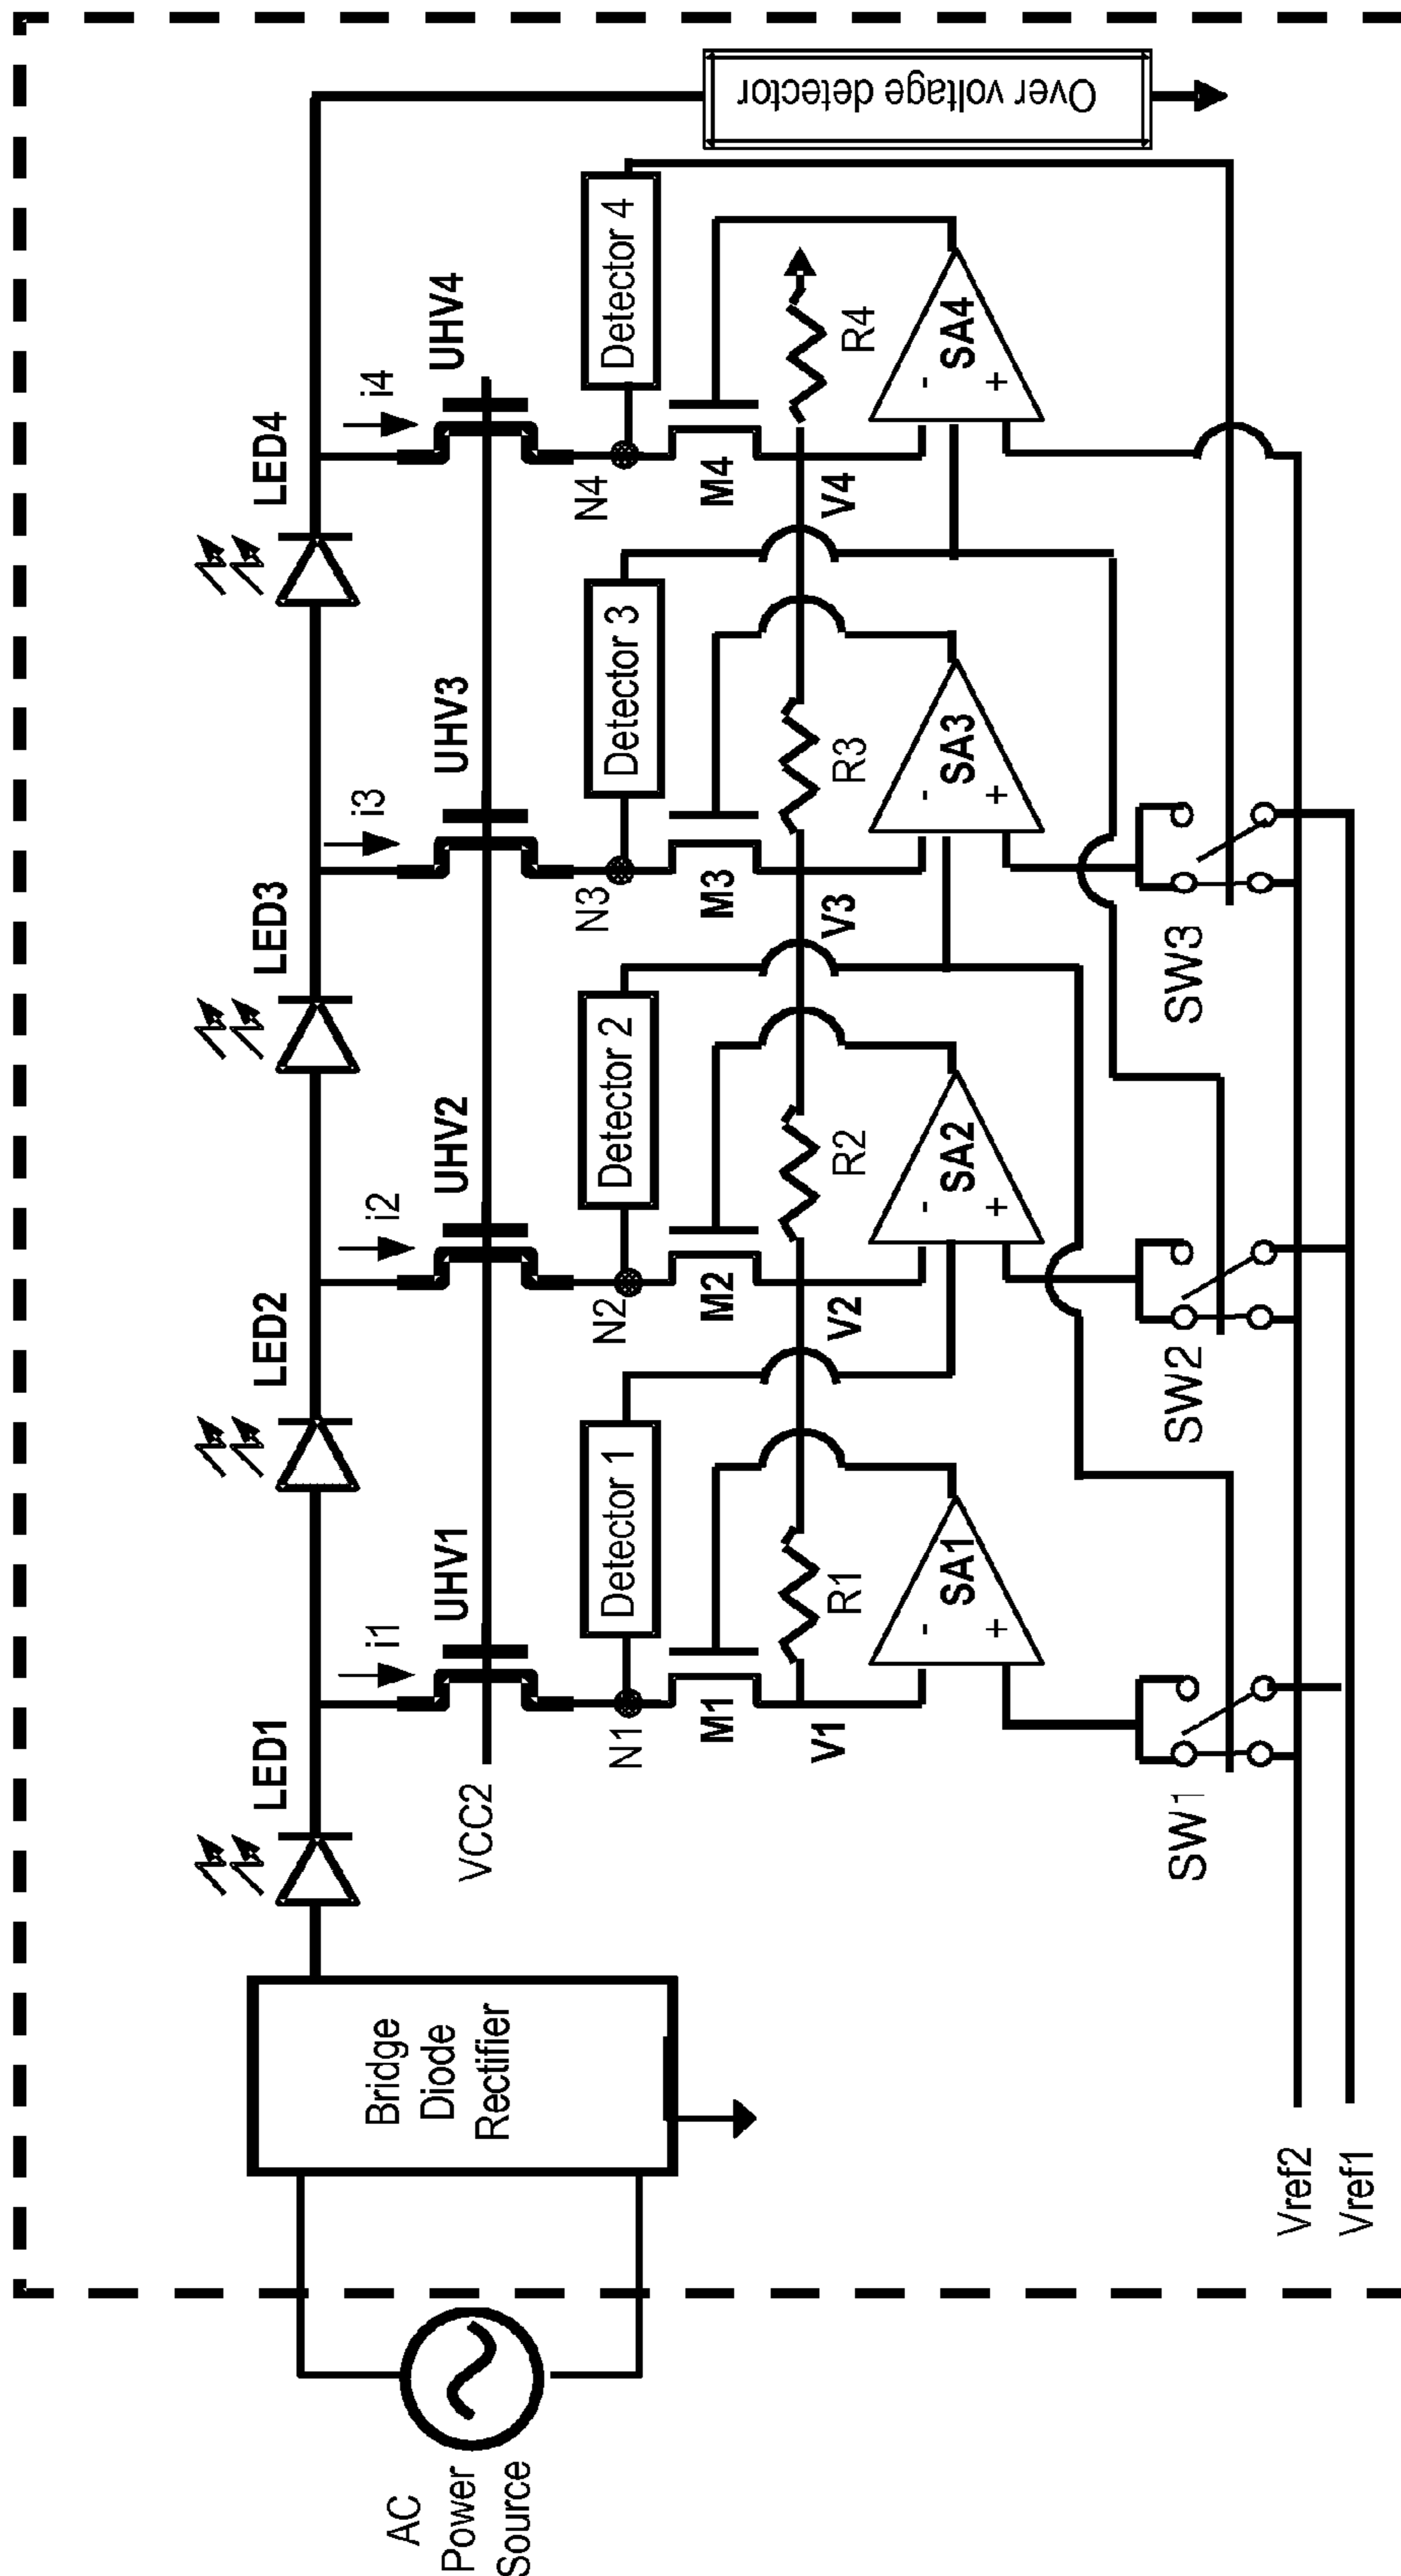 AC
Power
Source
Bridge
Diode
Rectifier
LED1
LED2
LED3
LED4
i1
i2
i3
i4
UHV1
UHV2
UHV3
UHV4
VCC2
N1
N2
N3
N4
Detector 1
Detector 2
Detector 3
Detector 4
Over voltage detector
M1
M2
M3
M4
R1
R2
R3
R4
V1
V2
V3
V4
- SA1 +
- SA2 +
- SA3 +
- SA4 +
SW1
SW2
SW3
Vref2
Vref1